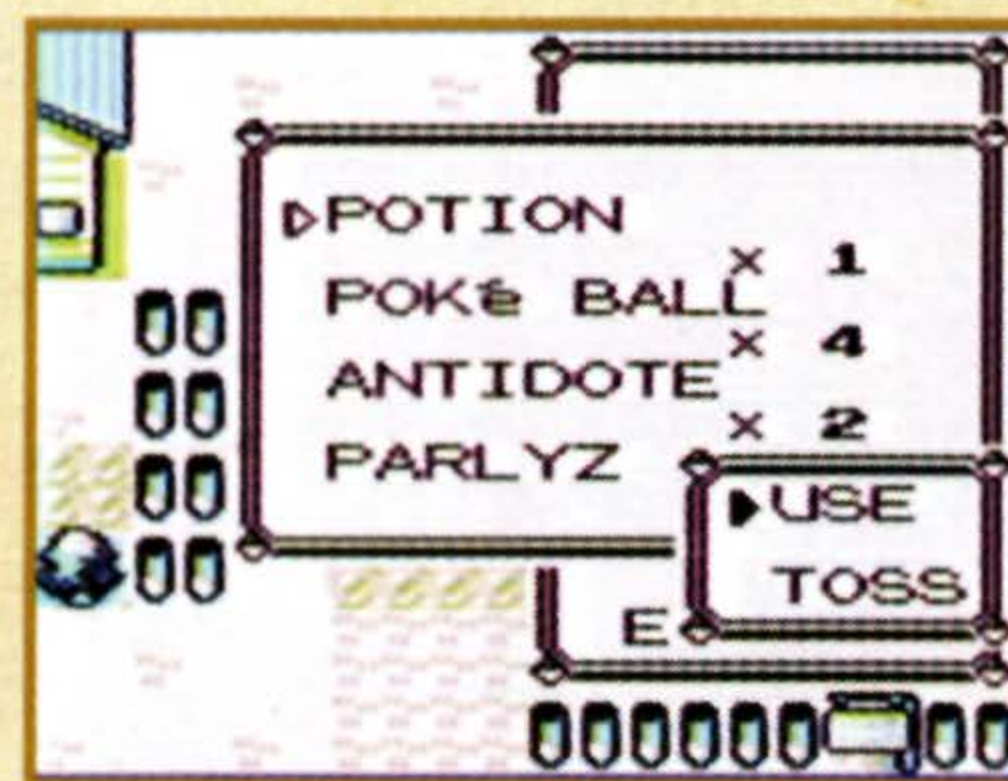 ▷POTION
× 1
POKé BALL
× 4
ANTIDOTE
× 2
PARLYZ
▶USE
TOSS
E